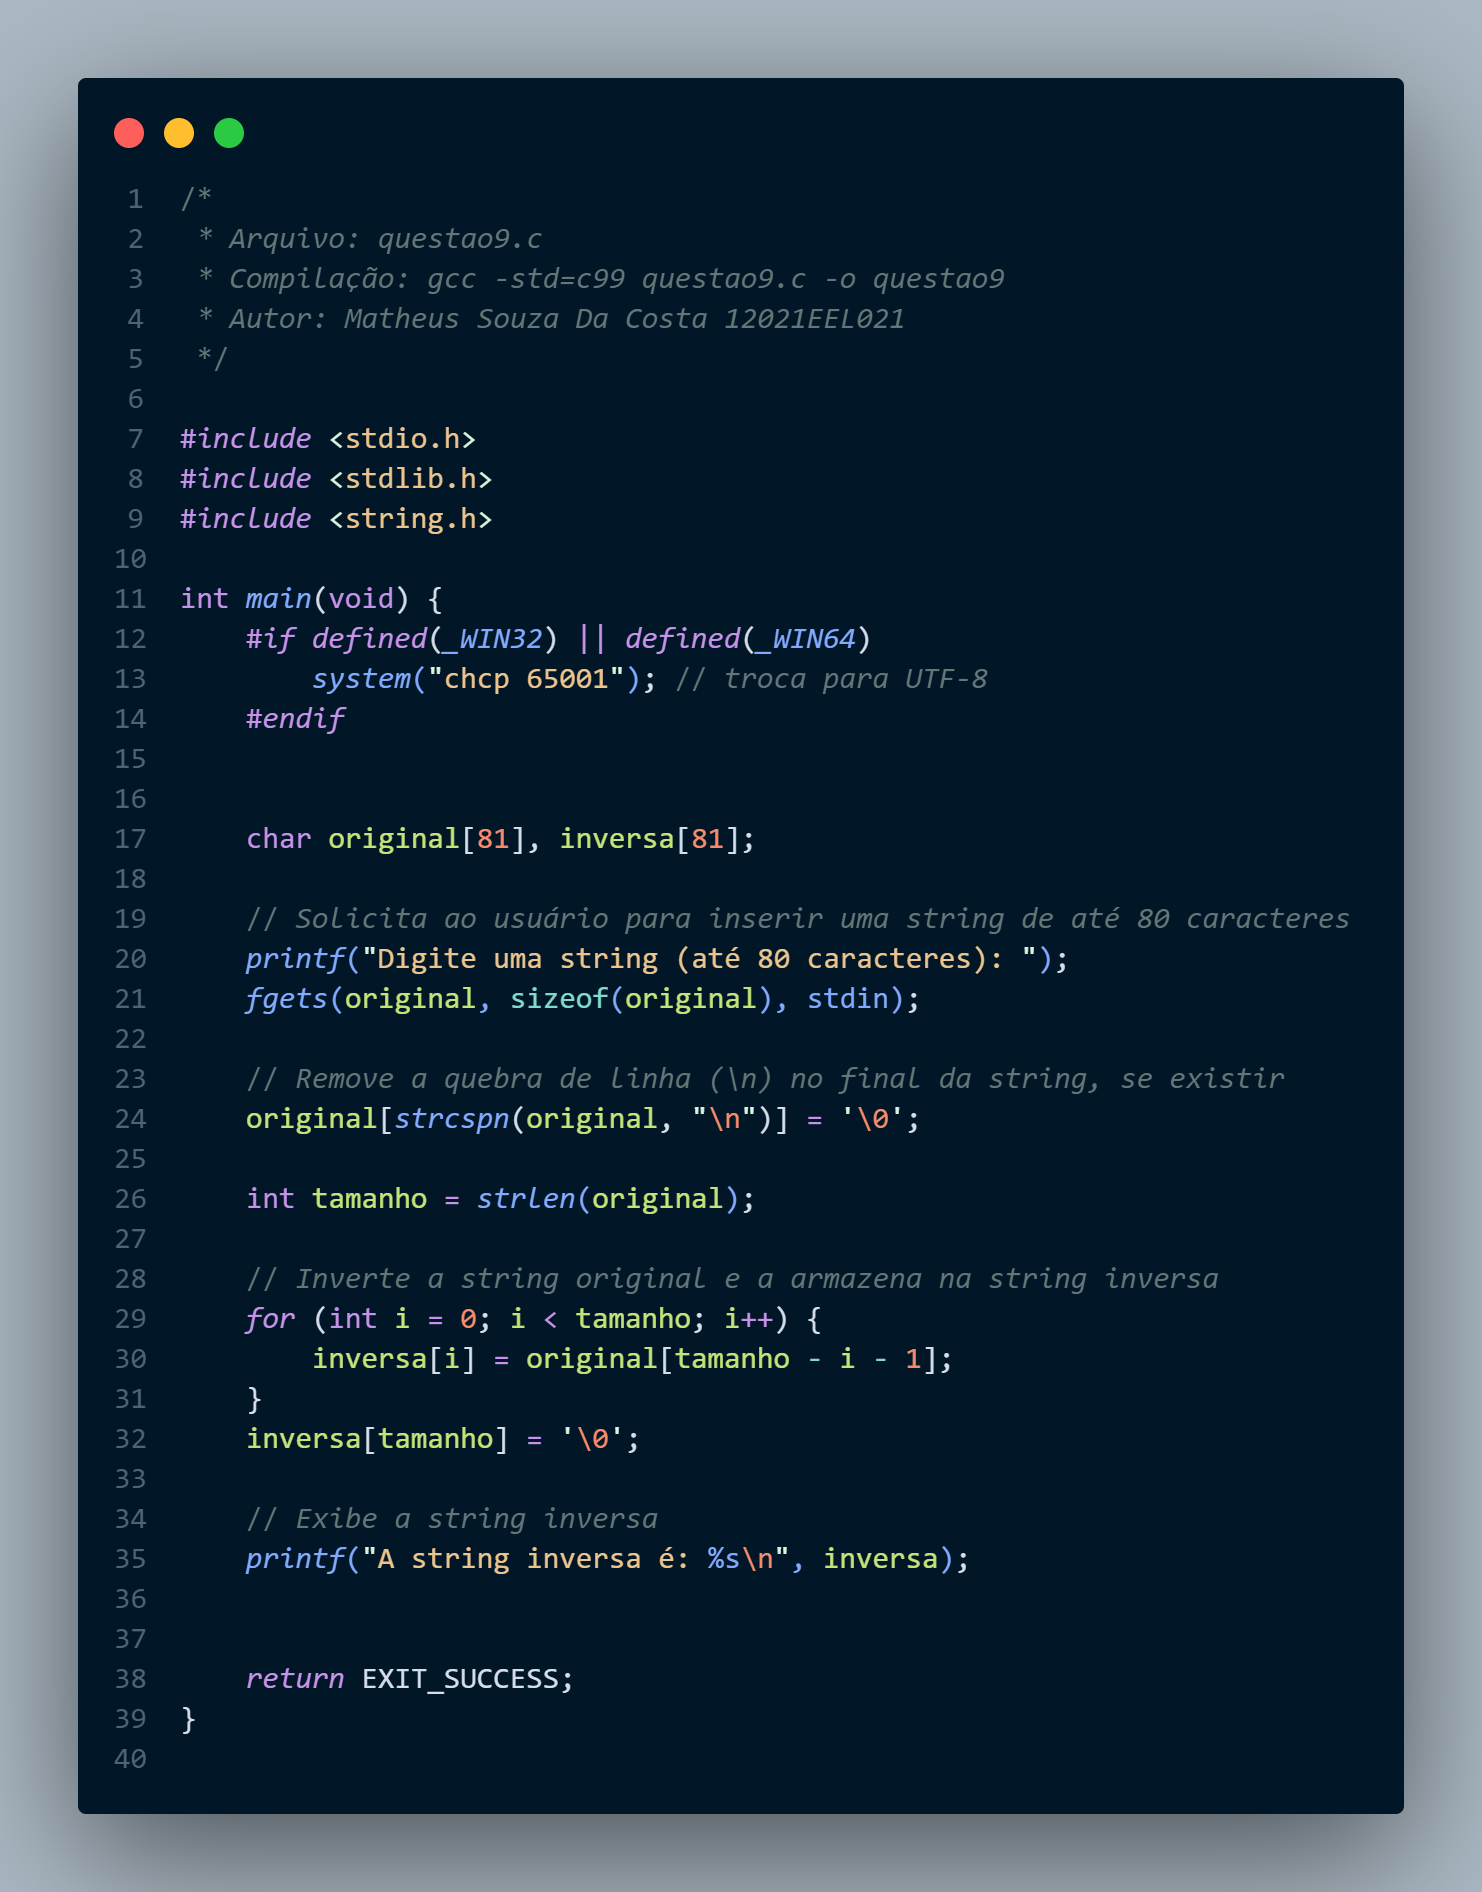 1 /*
2  * Arquivo: questao9.c
3  * Compilação: gcc -std=c99 questao9.c -o questao9
4  * Autor: Matheus Souza Da Costa 12021EEL021
5  */
6
7 #include <stdio.h>
8 #include <stdlib.h>
9 #include <string.h>
10
11 int main(void) {
12     #if defined(_WIN32) || defined(_WIN64)
13         system("chcp 65001"); // troca para UTF-8
14     #endif
15
16
17     char original[81], inversa[81];
18
19     // Solicita ao usuário para inserir uma string de até 80 caracteres
20     printf("Digite uma string (até 80 caracteres): ");
21     fgets(original, sizeof(original), stdin);
22
23     // Remove a quebra de linha (\n) no final da string, se existir
24     original[strcspn(original, "\n")] = '\0';
25
26     int tamanho = strlen(original);
27
28     // Inverte a string original e a armazena na string inversa
29     for (int i = 0; i < tamanho; i++) {
30         inversa[i] = original[tamanho - i - 1];
31     }
32     inversa[tamanho] = '\0';
33
34     // Exibe a string inversa
35     printf("A string inversa é: %s\n", inversa);
36
37
38     return EXIT_SUCCESS;
39 }
40